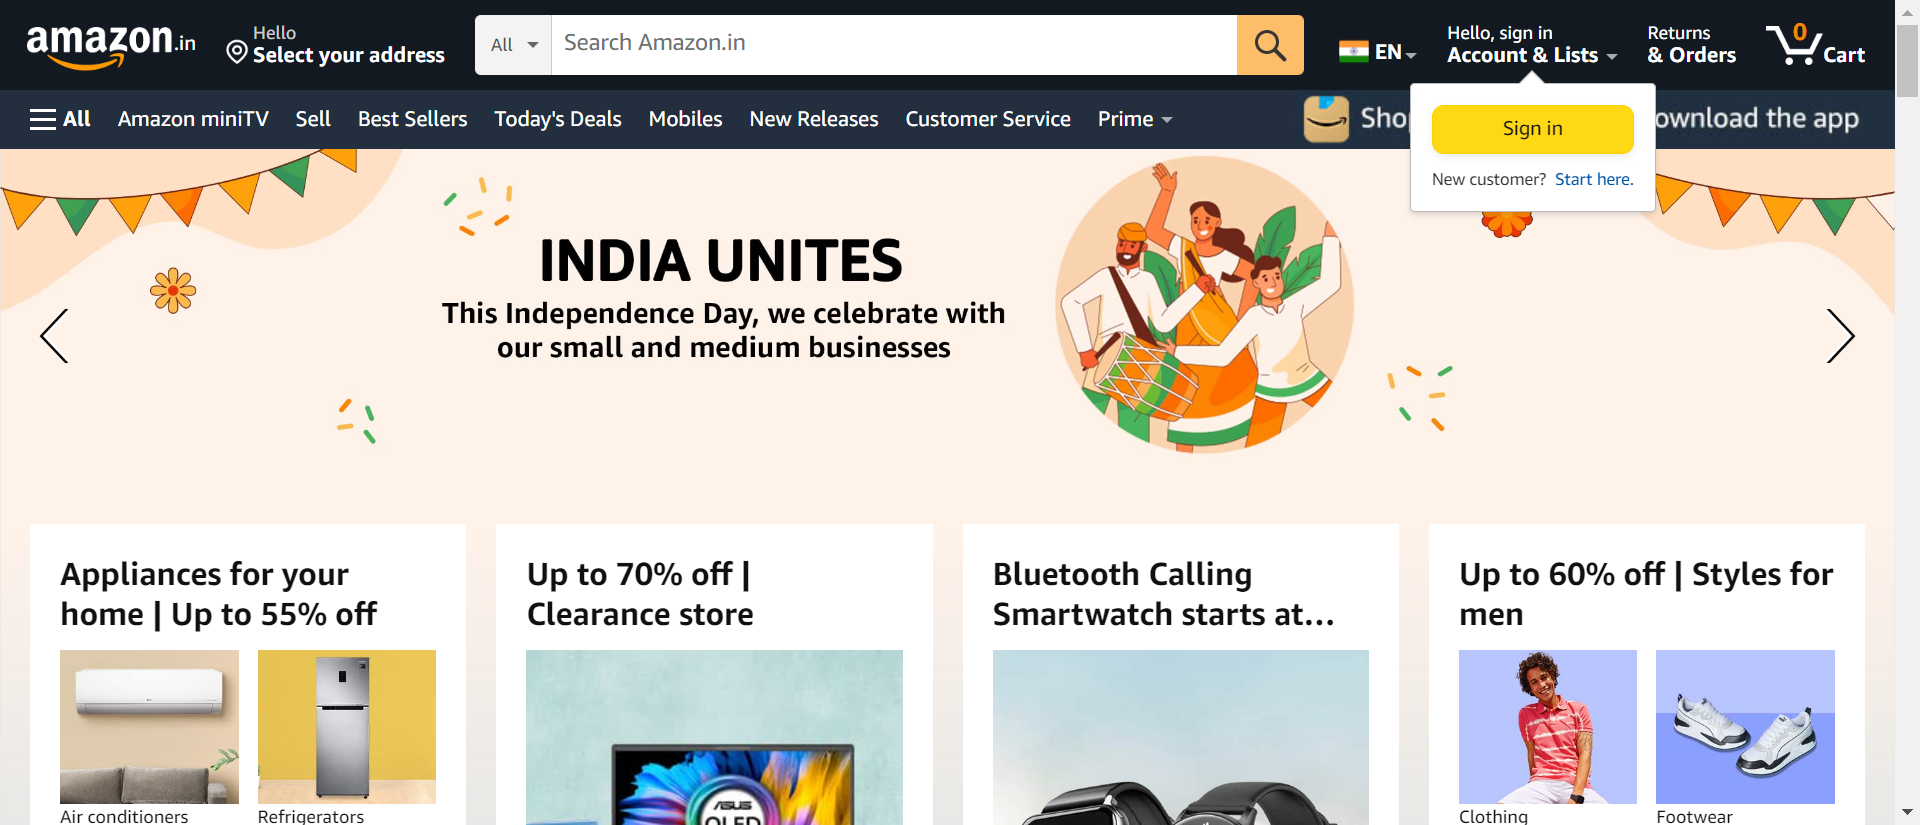 amazon.in
Hello
Select your address
All
Search Amazon.in
EN
Hello, sign in
Account & Lists
Returns
& Orders
0
Cart
All
Amazon miniTV
Sell
Best Sellers
Today's Deals
Mobiles
New Releases
Customer Service
Prime
Sign in
New customer? Start here.
the app
INDIA UNITES
This Independence Day, we celebrate with
our small and medium businesses
Appliances for your
home | Up to 55% off
Air conditioners
Refrigerators
Up to 70% off |
Clearance store
ASUS
OLED
Bluetooth Calling
Smartwatch starts at...
Up to 60% off | Styles for
men
Clothing
Footwear